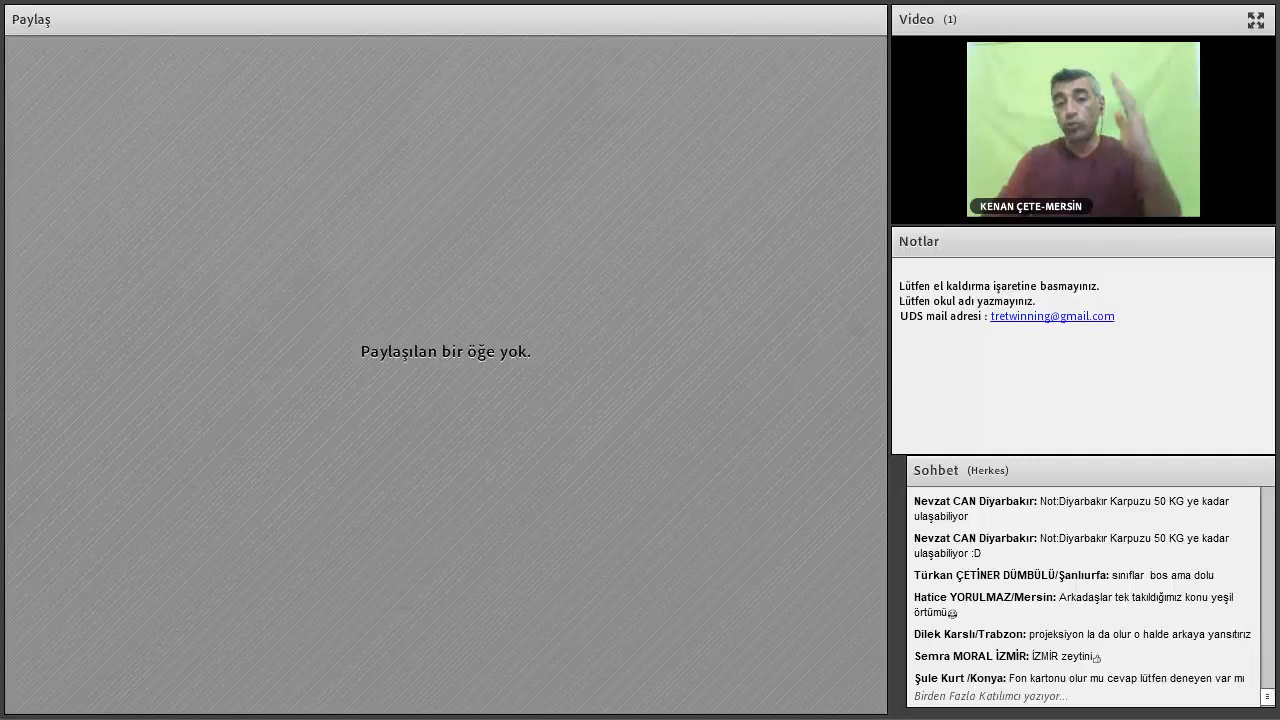 Paylaş
Paylaşılan bir öğe yok.
Video (1)
KENAN ÇETE-MERSİN
Notlar
Lütfen el kaldırma işaretine basmayınız.
Lütfen okul adı yazmayınız.
UDS mail adresi : tretwinning@gmail.com
Sohbet (Herkes)
Nevzat CAN Diyarbakır: Not:Diyarbakır Karpuzu 50 KG ye kadar
ulaşabiliyor
Nevzat CAN Diyarbakır: Not:Diyarbakır Karpuzu 50 KG ye kadar
ulaşabiliyor :D
Türkan ÇETİNER DÜMBÜLÜ/Şanlıurfa: sınıflar bos ama dolu
Hatice YORULMAZ/Mersin: Arkadaşlar tek takıldığımız konu yeşil
örtümü
Dilek Karslı/Trabzon: projeksiyon la da olur o halde arkaya yansıtırız
Semra MORAL İZMİR: İZMİR zeytini
Şule Kurt /Konya: Fon kartonu olur mu cevap lütfen deneyen var mı
Birden Fazla Katılımcı yazıyor...